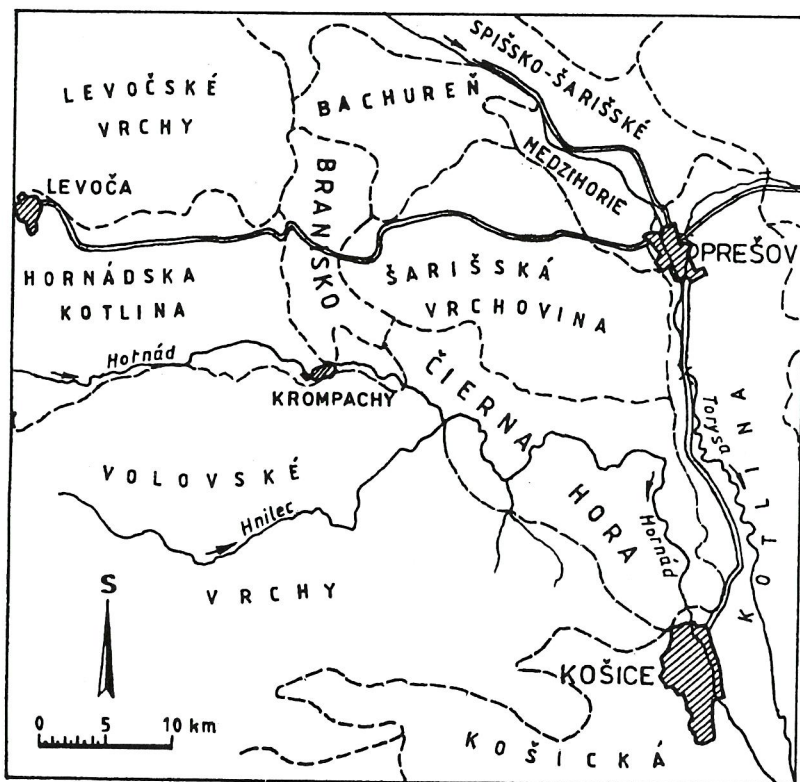 LEVOČSKÉ
VRCHY
BACHUREŇ
SPIŠSKO-ŠARIŠSKÉ
MEDZIHORIE
BRANISKO
LEVOČA
PREŠOV
HORNÁDSKA
KOTLINA
ŠARIŠSKÁ
VRCHOVINA
Hornád
KROMPACHY
ČIERNA
HORA
Torysa
VOLOVSKÉ
VRCHY
Hnilec
Hornád
S
0 5 10 km
KOŠICE
KOŠICKÁ
KOTLINA